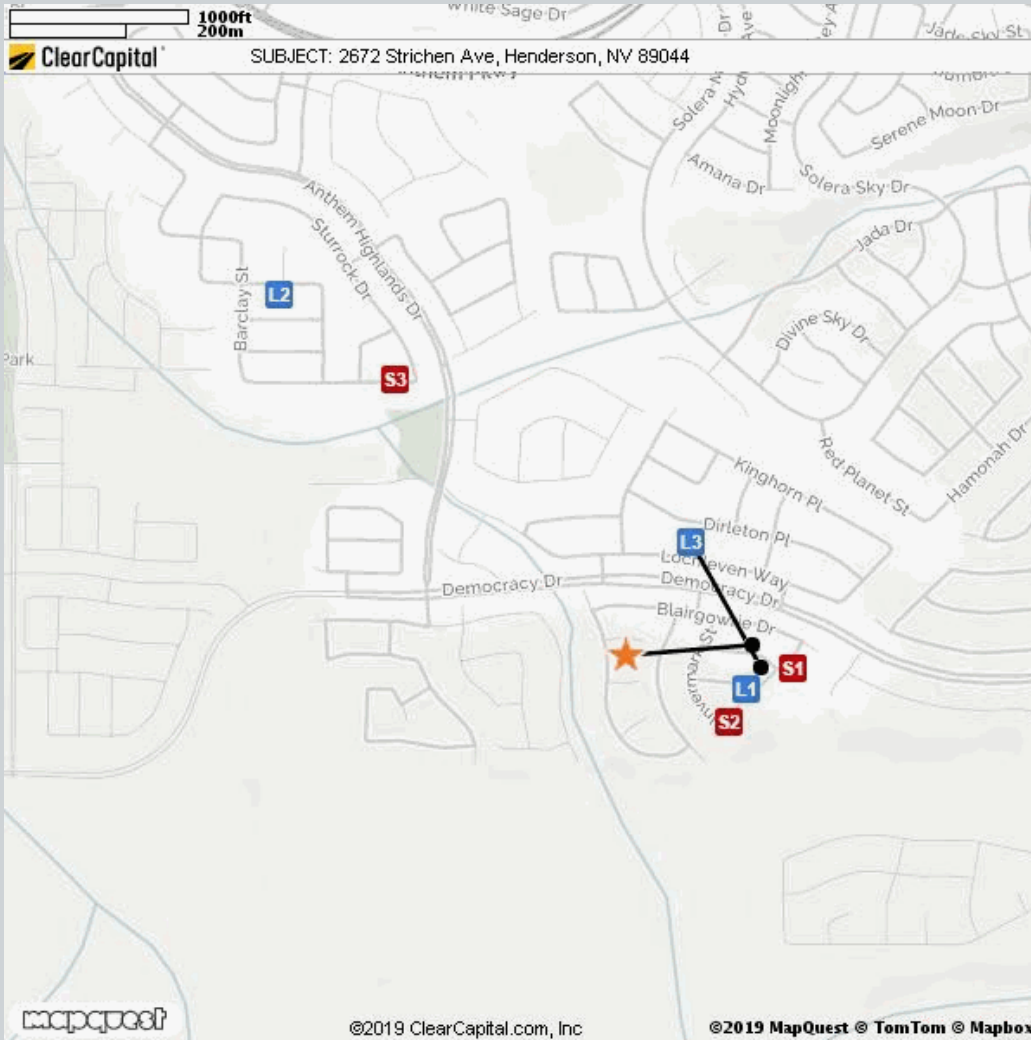 White Sage Dr
1000ft
200m
Jade Sky St
ClearCapital
SUBJECT: 2672 Strichen Ave, Henderson, NV 89044
Anthem Pkwy
Solera
Moonlight
Serene Moon Dr
Amana Dr
Solera Sky Dr
Anthem Highlands Dr
Sturrock Dr
Jada Dr
Barclay St
L2
Divine Sky Dr
Park
S3
Red Planet St
Hamonah Dr
Kinghorn Pl
Dirleton Pl
L3
Lochleven Way
Democracy Dr
Democracy Dr
Blairgowrie Dr
S1
L1
S2
mapquest
©2019 ClearCapital.com, Inc
©2019 MapQuest © TomTom © Mapbox